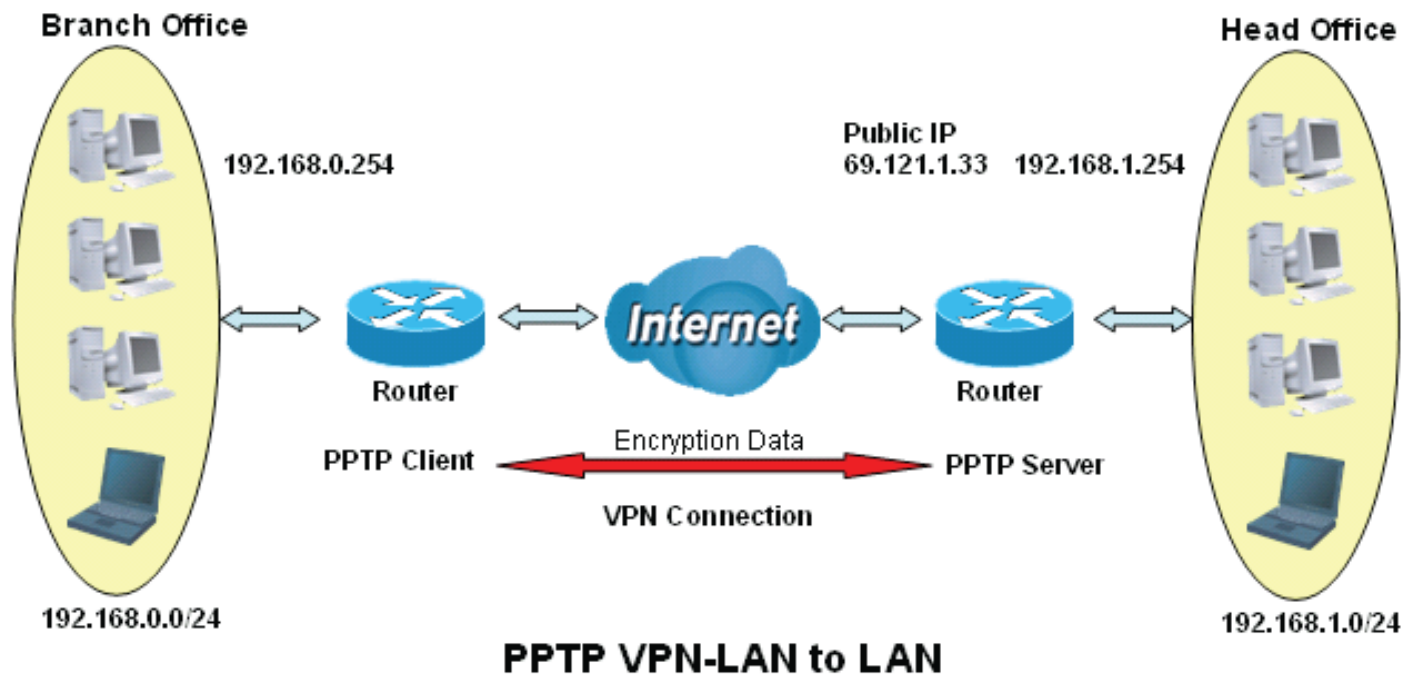 Branch Office
Head Office
192.168.0.254
Public IP
69.121.1.33
192.168.1.254
Internet
Router
Router
PPTP Client
Encryption Data
PPTP Server
VPN Connection
192.168.0.0/24
192.168.1.0/24
PPTP VPN-LAN to LAN